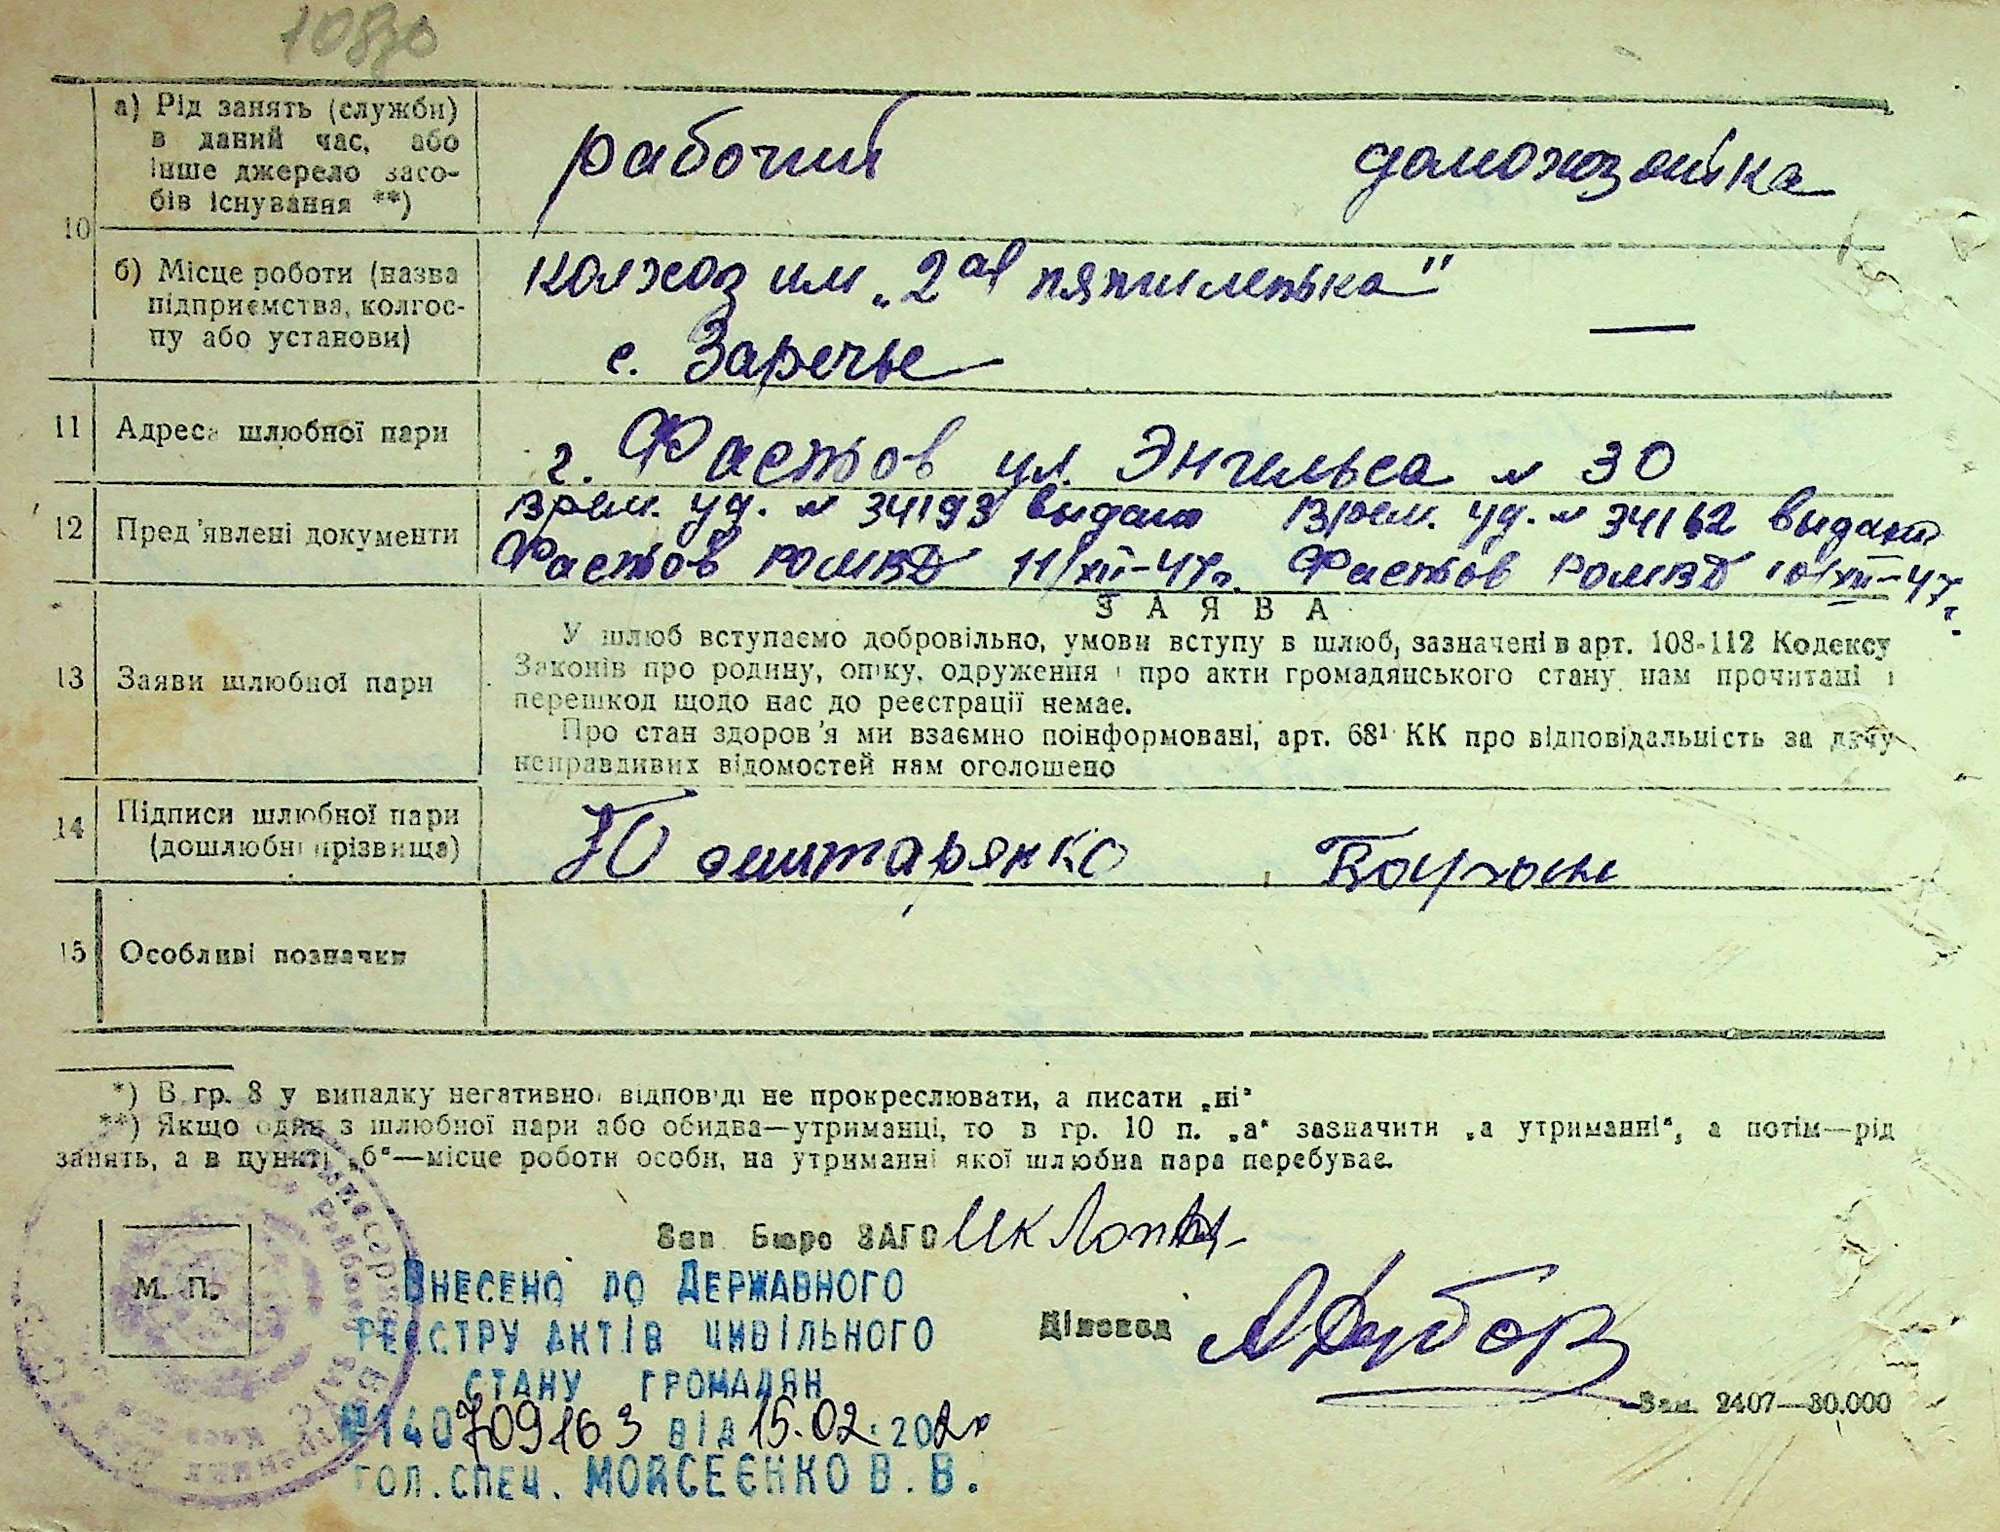 а) Рід занять (служби)
в даний час, або
інше джерело засо-
бів існування **)
рабочий домохозяйка
10
б) Місце роботи (назва
підприємства, колгос-
пу або установи)
колхоз им „2ая пятилетька"
с. Заречье —
11 Адреса шлюбної пари
г. Фастов ул. Энгельса № 30
12 Пред'явлені документи
Врем. уд. № 34193 выдано Врем. уд. № 34162 выдано
Фастов РОМВД 11/XII-47г. Фастов РОМВД 10/XII-47г.
13 Заяви шлюбної пари
ЗАЯВА
У шлюб вступаємо добровільно, умови вступу в шлюб, зазначені в арт. 108-112 Кодексу
Законів про родину, опіку, одруження і про акти громадянського стану нам прочитані і
перешкод щодо нас до реєстрації немає.
Про стан здоров'я ми взаємно поінформовані, арт. 68¹ КК про відповідальність за дачу
неправдивих відомостей нам оголошено
14 Підписи шлюбної пари
(дошлюбні прізвища)
15 Особливі позначки
*) В гр. 8 у випадку негативної відповіді не прокреслювати, а писати „ні"
**) Якщо один з шлюбної пари або обидва—утриманці, то в гр. 10 п. „а" зазначити „а утриманні", а потім—рід
занять, а в пункті „б"—місце роботи особи, на утриманні якої шлюбна пара перебуває.
Зав. Бюро ЗАГС
М. П.
Внесено до Державного
реєстру актів цивільного
стану громадян
Діловод
№140709163 від 15.02.202
Зам. 2407—30.000
гол. спец. Мойсеєнко В. В.